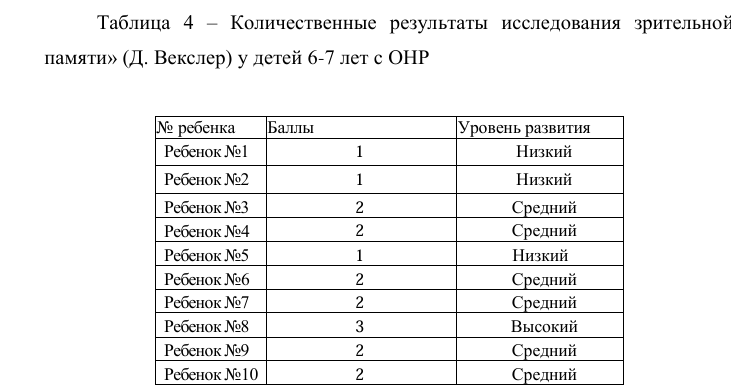 Таблица 4 – Количественные результаты исследования зрительной
памяти» (Д. Векслер) у детей 6-7 лет с ОНР
№ ребенка Баллы Уровень развития
Ребенок №1 1 Низкий
Ребенок №2 1 Низкий
Ребенок №3 2 Средний
Ребенок №4 2 Средний
Ребенок №5 1 Низкий
Ребенок №6 2 Средний
Ребенок №7 2 Средний
Ребенок №8 3 Высокий
Ребенок №9 2 Средний
Ребенок №10 2 Средний